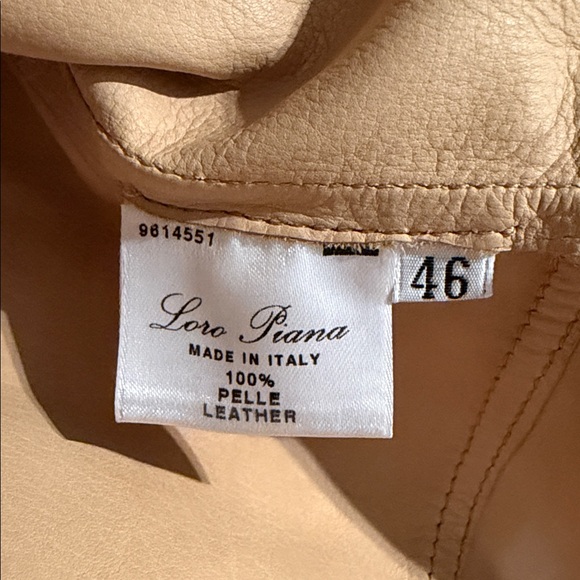 9614551
46
Loro Piana
MADE IN ITALY
100%
PELLE
LEATHER